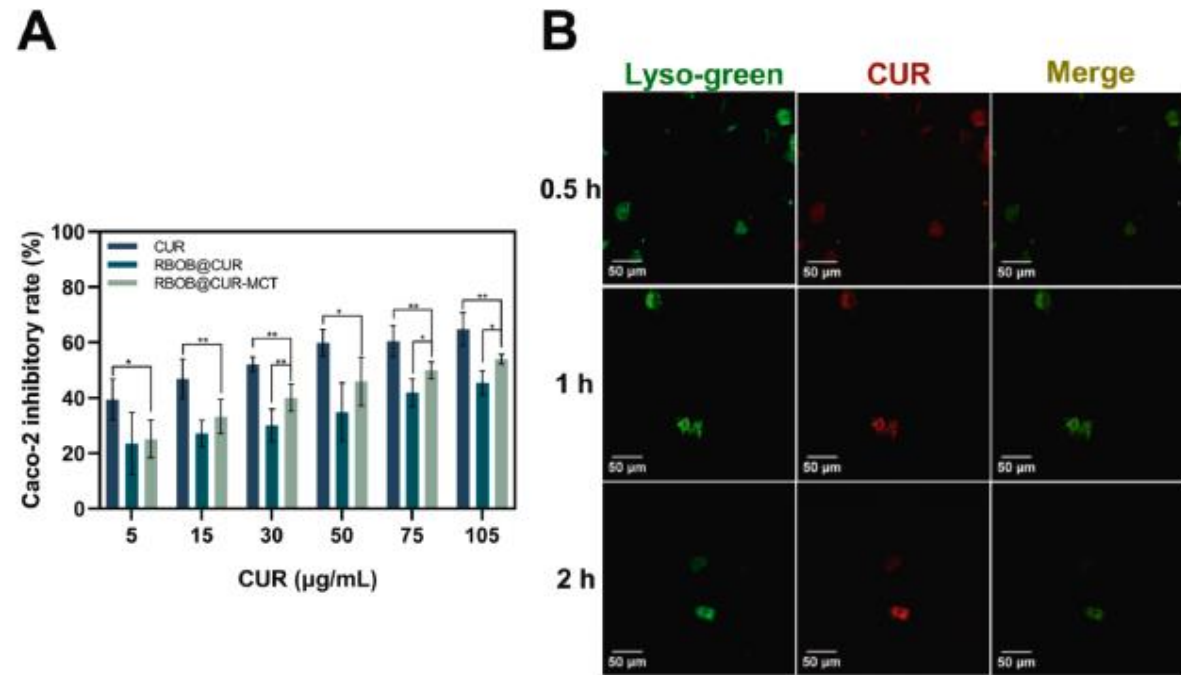 A
Caco-2 inhibitory rate (%)
100
80
60
40
20
0
CUR
RBOB@CUR
RBOB@CUR-MCT
* ** ** ** * ** * ** *
5 15 30 50 75 105
CUR (µg/mL)
B
Lyso-green CUR Merge
0.5 h
50 µm 50 µm 50 µm
1 h
50 µm 50 µm 50 µm
2 h
50 µm 50 µm 50 µm